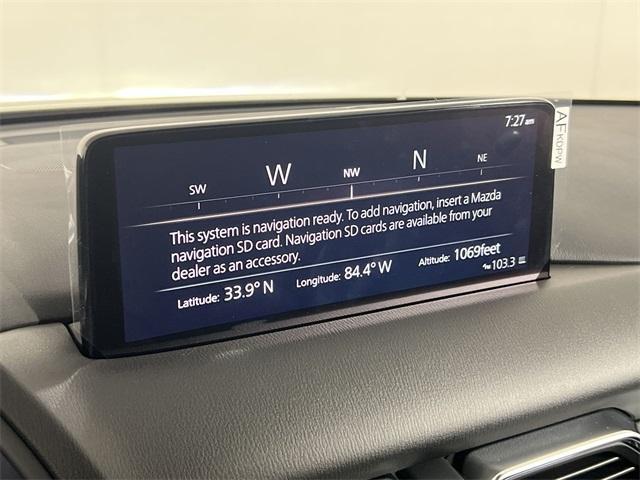 7:27 am
AFK0PW
SW W NW N NE
This system is navigation ready. To add navigation, insert a Mazda
navigation SD card. Navigation SD cards are available from your
dealer as an accessory.
Latitude: 33.9° N Longitude: 84.4° W Altitude: 1069feet
103.3